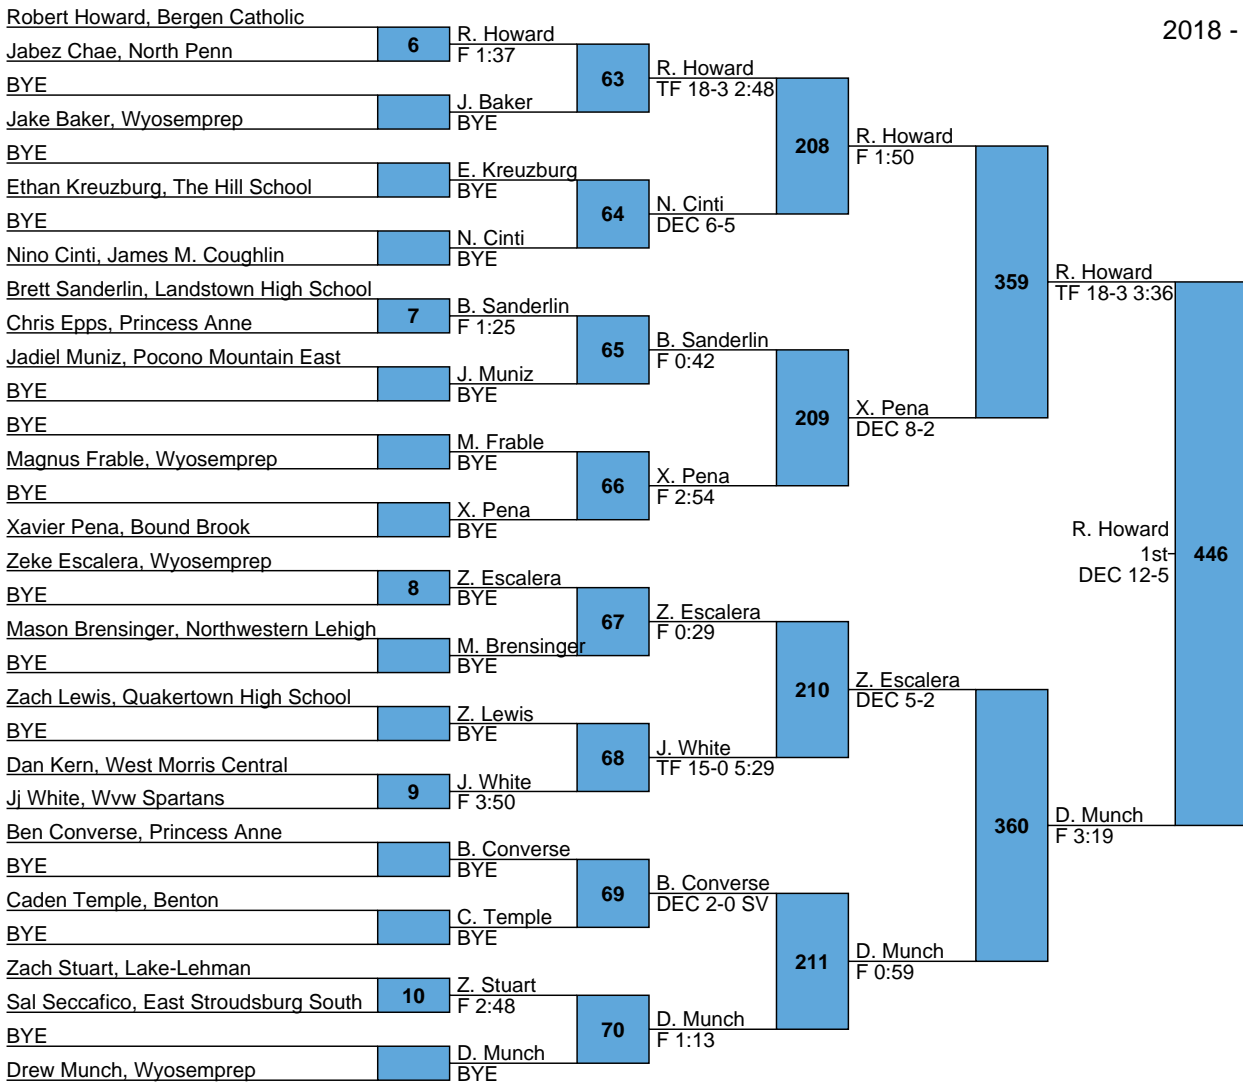 Robert Howard, Bergen Catholic
2018 -
Jabez Chae, North Penn
6
R. Howard
F 1:37
BYE
63
R. Howard
TF 18-3 2:48
Jake Baker, Wyosemprep
J. Baker
BYE
208
R. Howard
F 1:50
BYE
Ethan Kreuzburg, The Hill School
E. Kreuzburg
BYE
64
N. Cinti
DEC 6-5
BYE
Nino Cinti, James M. Coughlin
N. Cinti
BYE
359
R. Howard
TF 18-3 3:36
Brett Sanderlin, Landstown High School
Chris Epps, Princess Anne
7
B. Sanderlin
F 1:25
65
B. Sanderlin
F 0:42
Jadiel Muniz, Pocono Mountain East
BYE
J. Muniz
BYE
209
X. Pena
DEC 8-2
BYE
Magnus Frable, Wyosemprep
M. Frable
BYE
66
X. Pena
F 2:54
BYE
Xavier Pena, Bound Brook
X. Pena
BYE
R. Howard
1st
DEC 12-5
446
Zeke Escalera, Wyosemprep
BYE
8
Z. Escalera
BYE
67
Z. Escalera
F 0:29
Mason Brensinger, Northwestern Lehigh
BYE
M. Brensinger
BYE
210
Z. Escalera
DEC 5-2
Zach Lewis, Quakertown High School
BYE
Z. Lewis
BYE
68
J. White
TF 15-0 5:29
Dan Kern, West Morris Central
Jj White, Wvw Spartans
9
J. White
F 3:50
360
D. Munch
F 3:19
Ben Converse, Princess Anne
BYE
B. Converse
BYE
69
B. Converse
DEC 2-0 SV
Caden Temple, Benton
BYE
C. Temple
BYE
211
D. Munch
F 0:59
Zach Stuart, Lake-Lehman
Sal Seccafico, East Stroudsburg South
10
Z. Stuart
F 2:48
70
D. Munch
F 1:13
BYE
Drew Munch, Wyosemprep
D. Munch
BYE